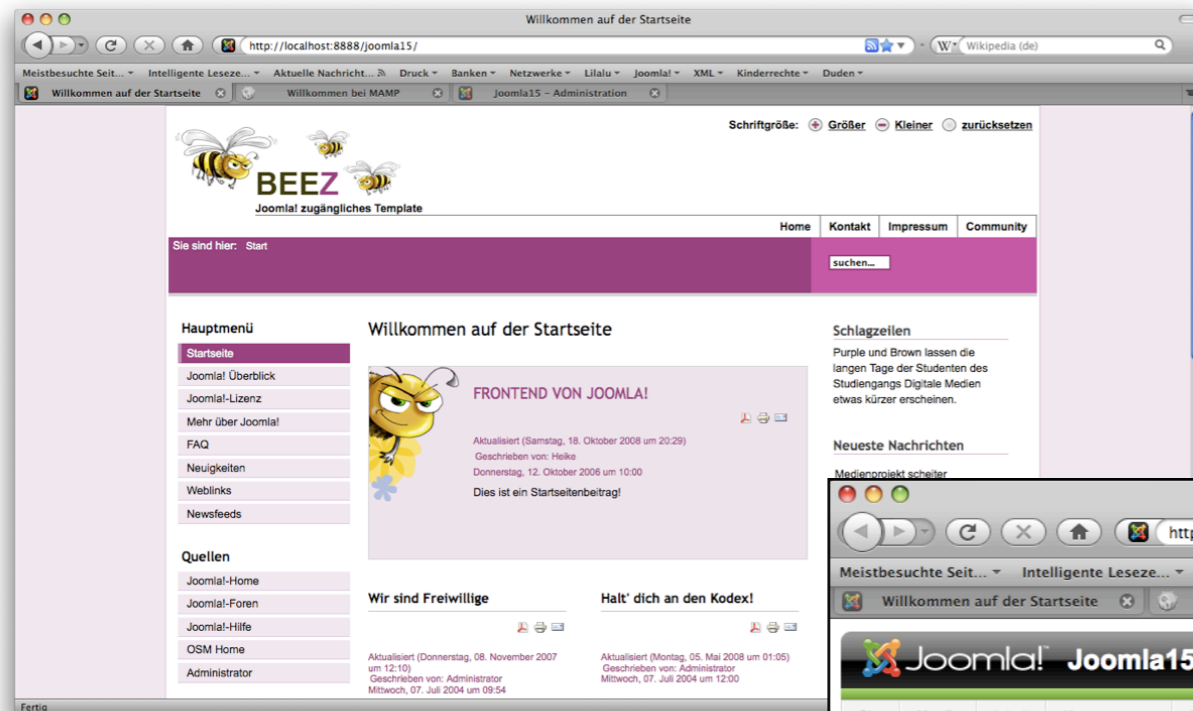 Willkommen auf der Startseite
http://localhost:8888/joomla15/
Wikipedia (de)
Meistbesuchte Seit... Intelligente Leseze... Aktuelle Nachricht... Druck Banken Netzwerke Lilalu Joomla! XML Kinderrechte Duden
Willkommen auf der Startseite Willkommen bei MAMP Joomla15 - Administration
Schriftgröße: Größer Kleiner zurücksetzen
BEEZ
Joomla! zugängliches Template
Home Kontakt Impressum Community
Sie sind hier: Start
suchen...
Hauptmenü
Startseite
Joomla! Überblick
Joomla!-Lizenz
Mehr über Joomla!
FAQ
Neuigkeiten
Weblinks
Newsfeeds
Quellen
Joomla!-Home
Joomla!-Foren
Joomla!-Hilfe
OSM Home
Administrator
Willkommen auf der Startseite
FRONTEND VON JOOMLA!
Aktualisiert (Samstag, 18. Oktober 2008 um 20:29)
Geschrieben von: Heike
Donnerstag, 12. Oktober 2006 um 10:00
Dies ist ein Startseitenbeitrag!
Wir sind Freiwillige
Aktualisiert (Donnerstag, 08. November 2007
um 12:10)
Geschrieben von: Administrator
Mittwoch, 07. Juli 2004 um 09:54
Halt' dich an den Kodex!
Aktualisiert (Montag, 05. Mai 2008 um 01:05)
Geschrieben von: Administrator
Mittwoch, 07. Juli 2004 um 12:00
Schlagzeilen
Purple und Brown lassen die
langen Tage der Studenten des
Studiengangs Digitale Medien
etwas kürzer erscheinen.
Neueste Nachrichten
Medienprojekt scheiter
Fertig
http
Meistbesuchte Seit... Intelligente Leseze...
Willkommen auf der Startseite
Joomla! Joomla15